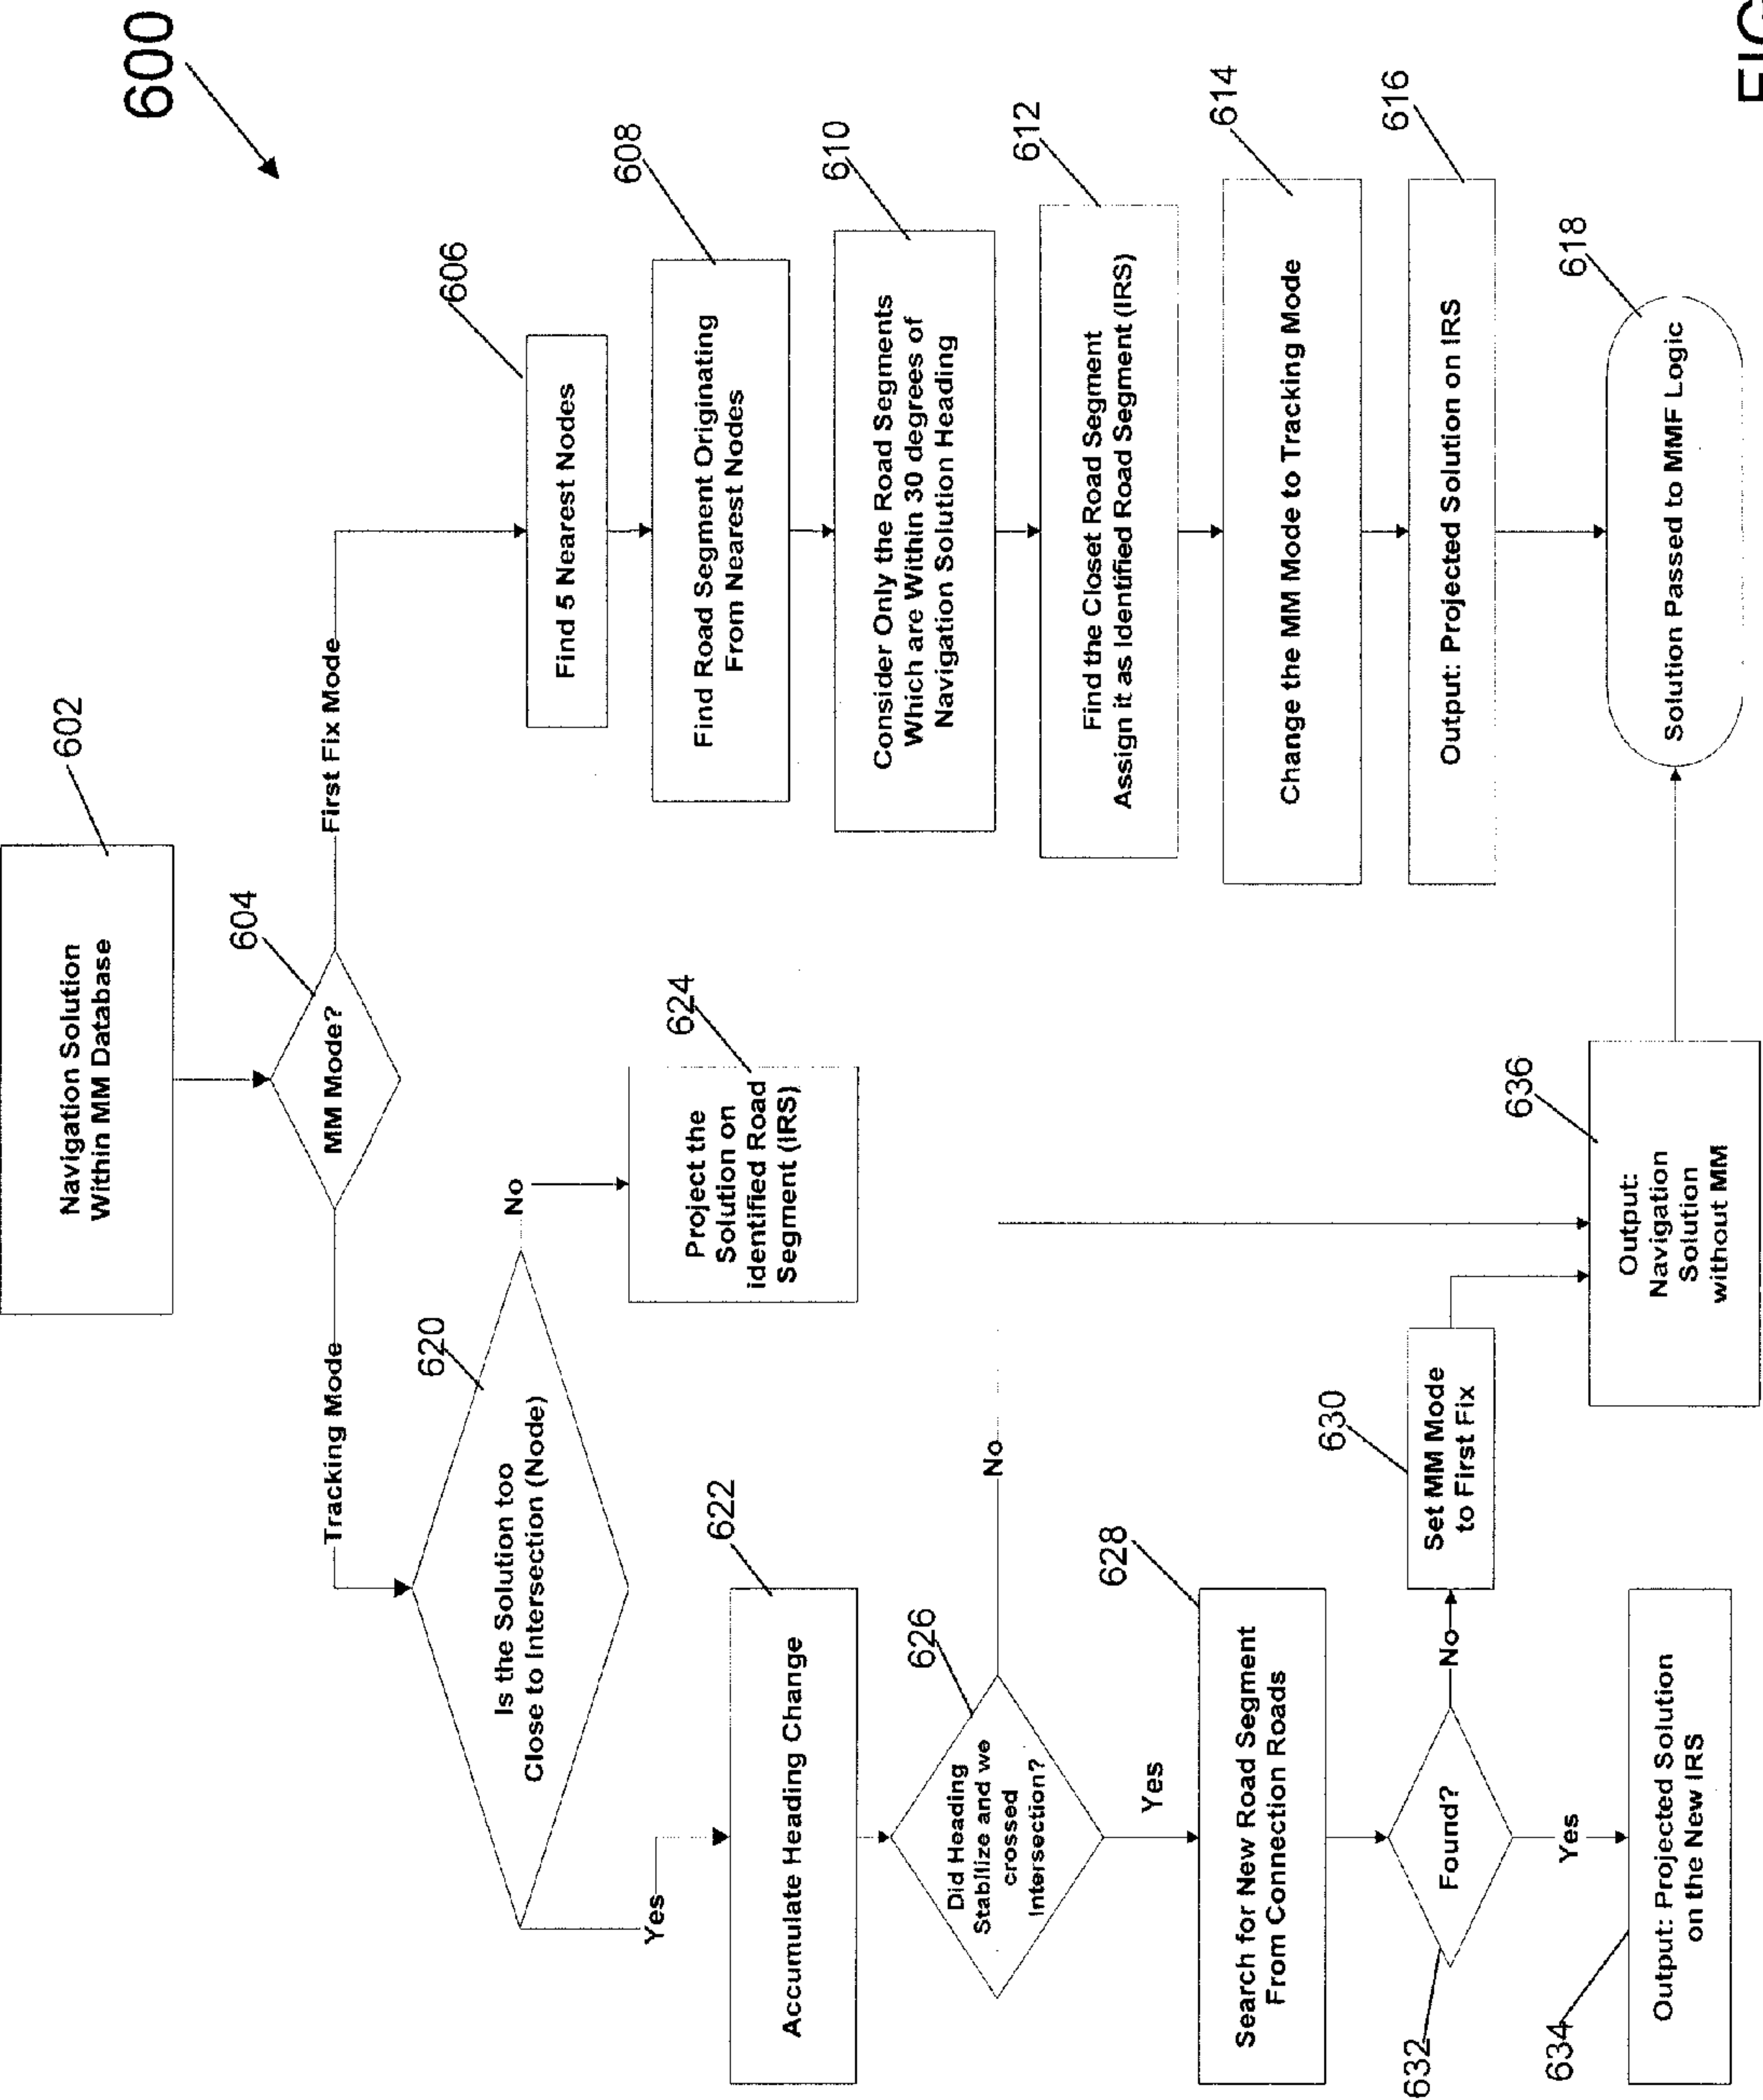 600
Navigation Solution
Within MM Database
602
MM Mode?
604
First Fix Mode
Tracking Mode
Find 5 Nearest Nodes
606
Find Road Segment Originating
From Nearest Nodes
608
Consider Only the Road Segments
Which are Within 30 degrees of
Navigation Solution Heading
610
Find the Closet Road Segment
Assign it as Identified Road Segment (IRS)
612
Change the MM Mode to Tracking Mode
614
Output: Projected Solution on IRS
616
Solution Passed to MMF Logic
618
Is the Solution too
Close to Intersection (Node)
620
No
Project the
Solution on
identified Road
Segment (IRS)
624
Yes
Accumulate Heading Change
622
Did Heading
Stabilize and we
crossed
Intersection?
626
No
Yes
Search for New Road Segment
From Connection Roads
628
Found?
632
No
Set MM Mode
to First Fix
630
Yes
Output: Projected Solution
on the New IRS
634
Output:
Navigation
Solution
without MM
636